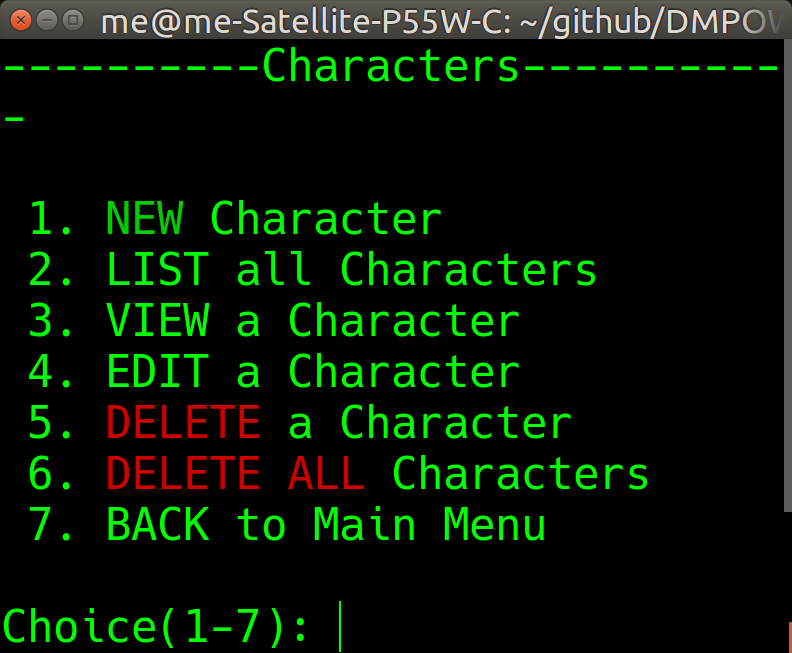 me@me-Satellite-P55W-C: ~/github/DMPOW
----------Characters----------
-
1. NEW Character
2. LIST all Characters
3. VIEW a Character
4. EDIT a Character
5. DELETE a Character
6. DELETE ALL Characters
7. BACK to Main Menu
Choice(1-7):